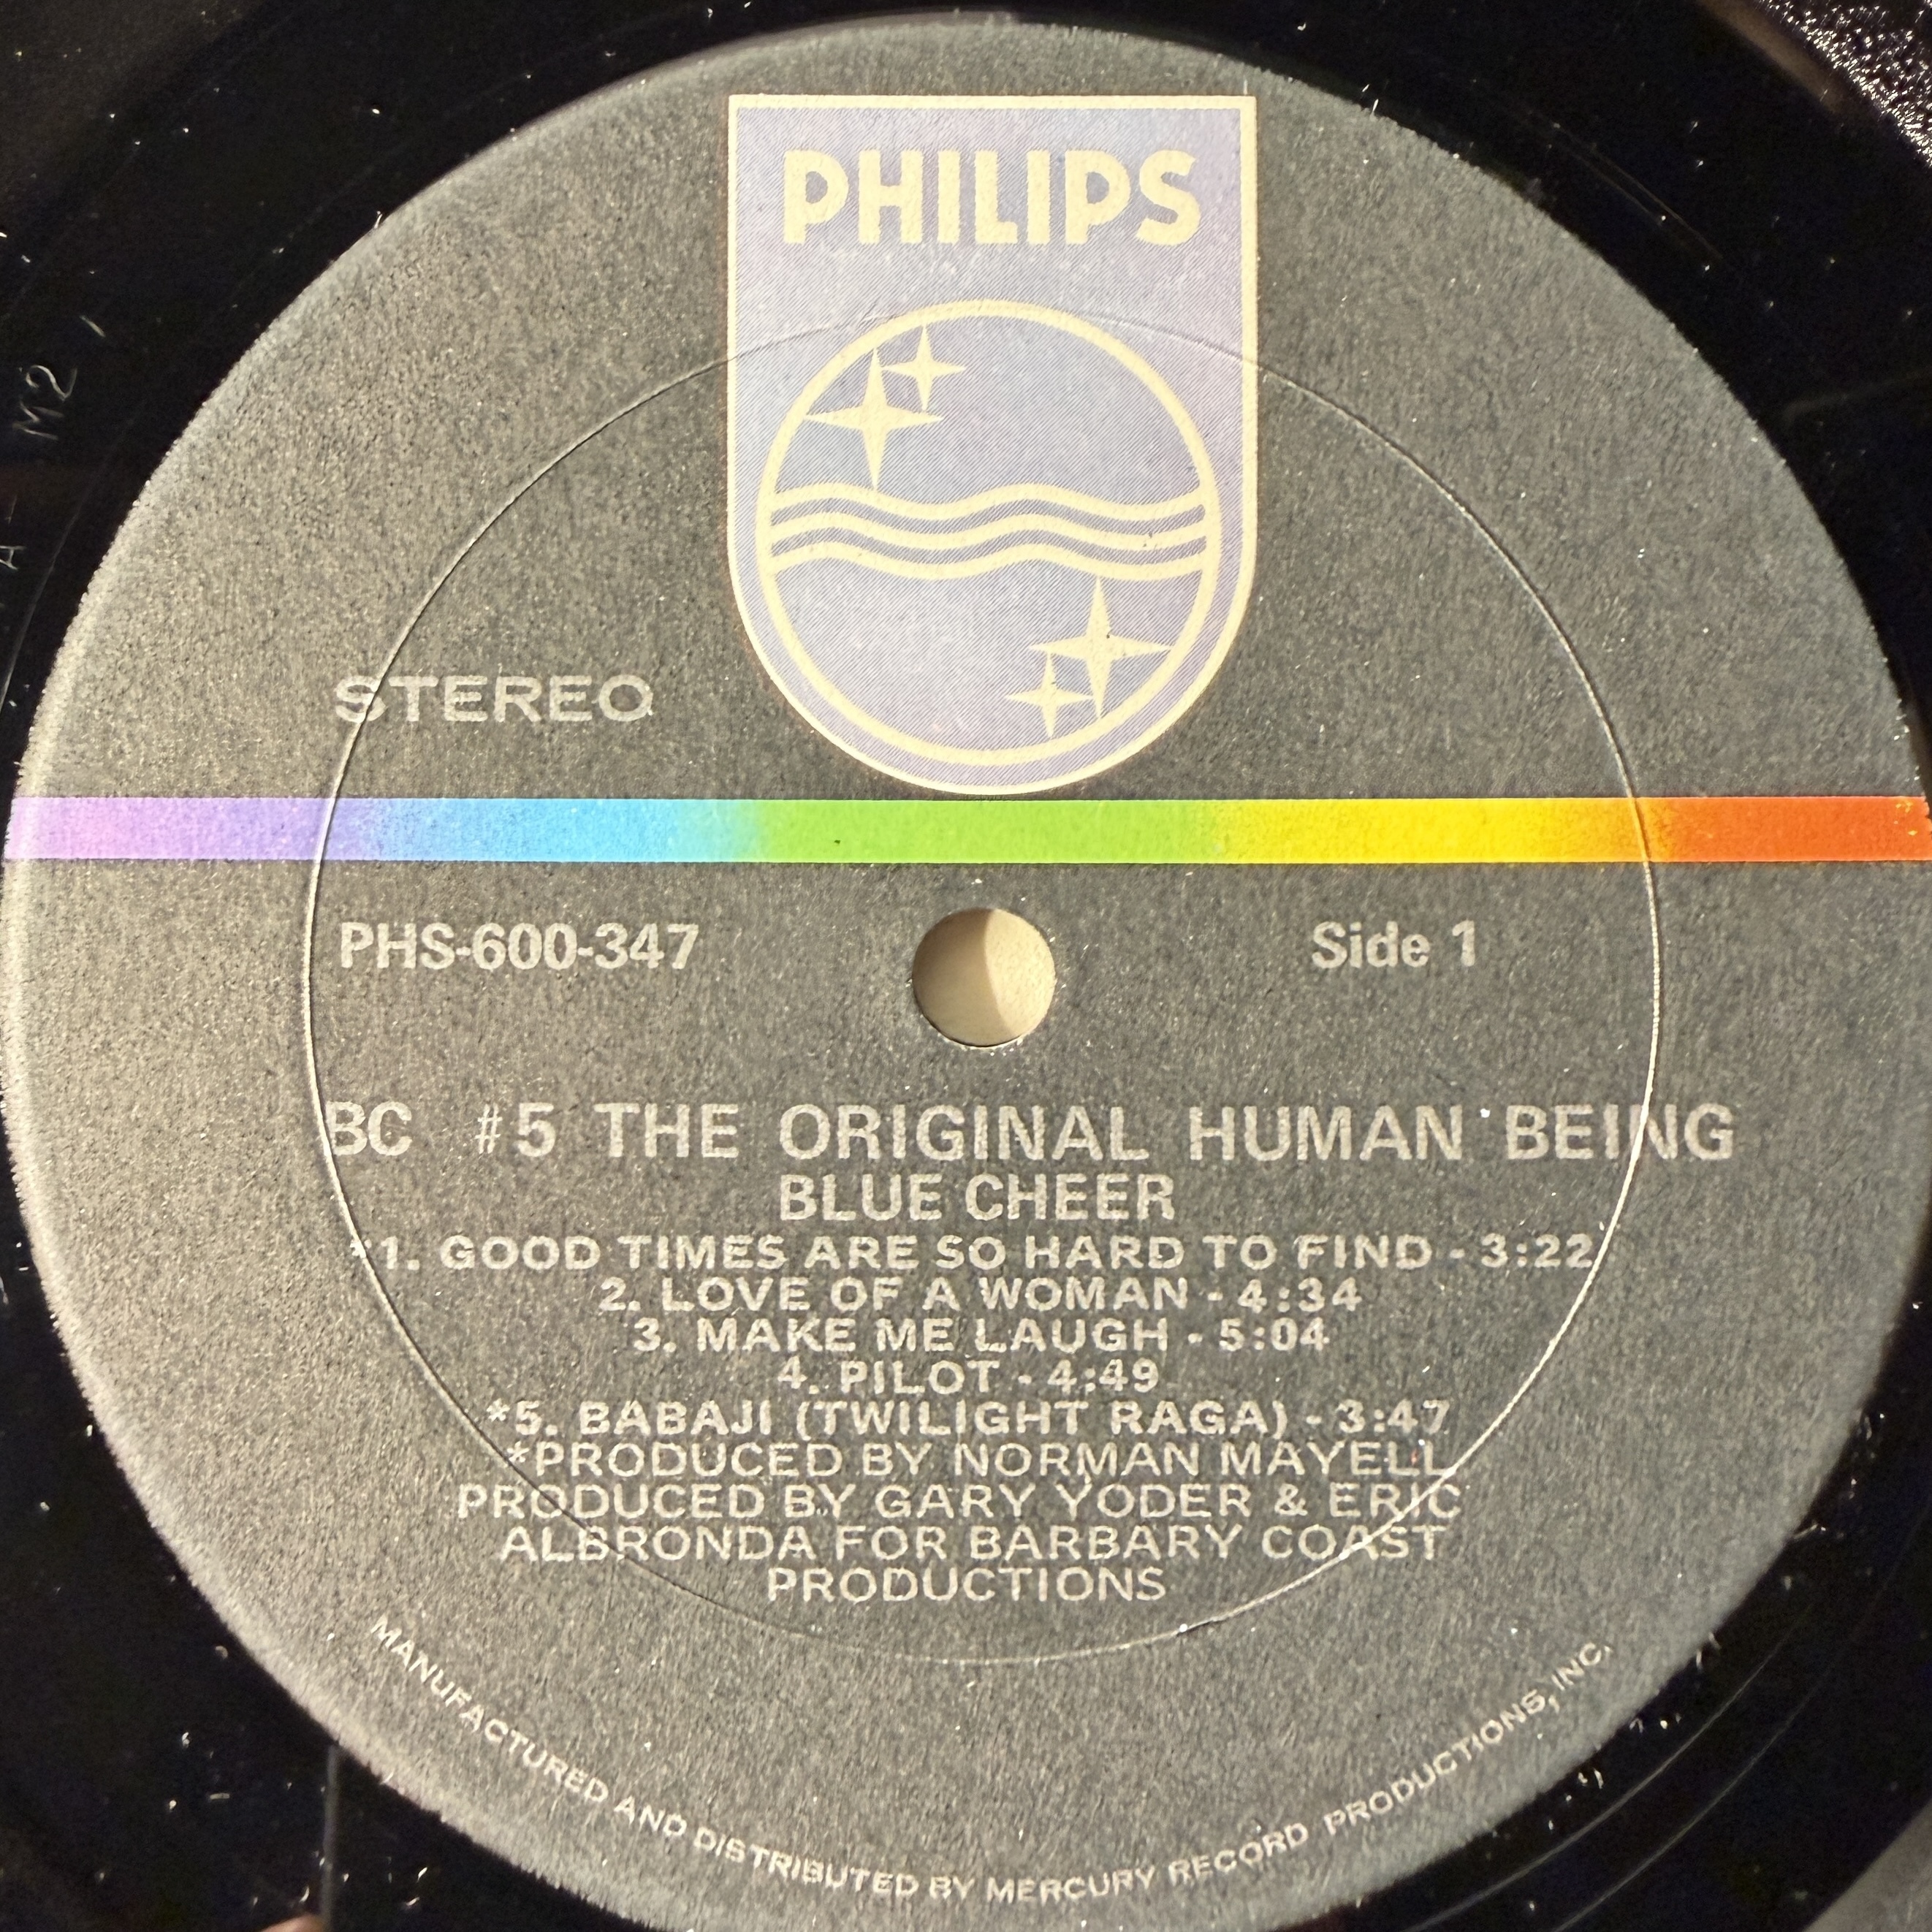 PHILIPS
M2
A
STEREO
PHS-600-347
Side 1
BC #5 THE ORIGINAL HUMAN BEING
BLUE CHEER
*1. GOOD TIMES ARE SO HARD TO FIND - 3:22
2. LOVE OF A WOMAN - 4:34
3. MAKE ME LAUGH - 5:04
4. PILOT - 4:49
*5. BABAJI (TWILIGHT RAGA) - 3:47
*PRODUCED BY NORMAN MAYELL
PRODUCED BY GARY YODER & ERIC
ALBRONDA FOR BARBARY COAST
PRODUCTIONS
MANUFACTURED AND DISTRIBUTED BY MERCURY RECORD PRODUCTIONS, INC.